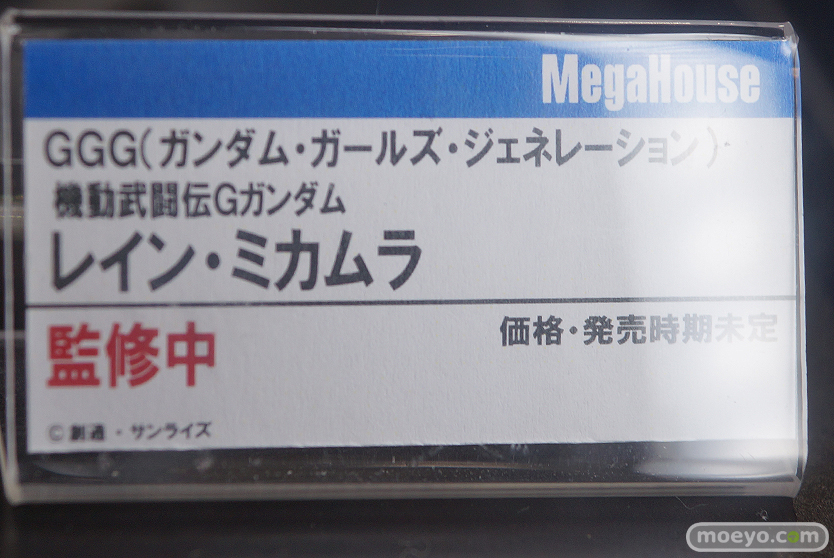 MegaHouse
GGG(ガンダム・ガールズ・ジェネレーション)
機動武闘伝Gガンダム
レイン・ミカムラ
監修中
価格・発売時期未定
©創通・サンライズ
moeyo.com